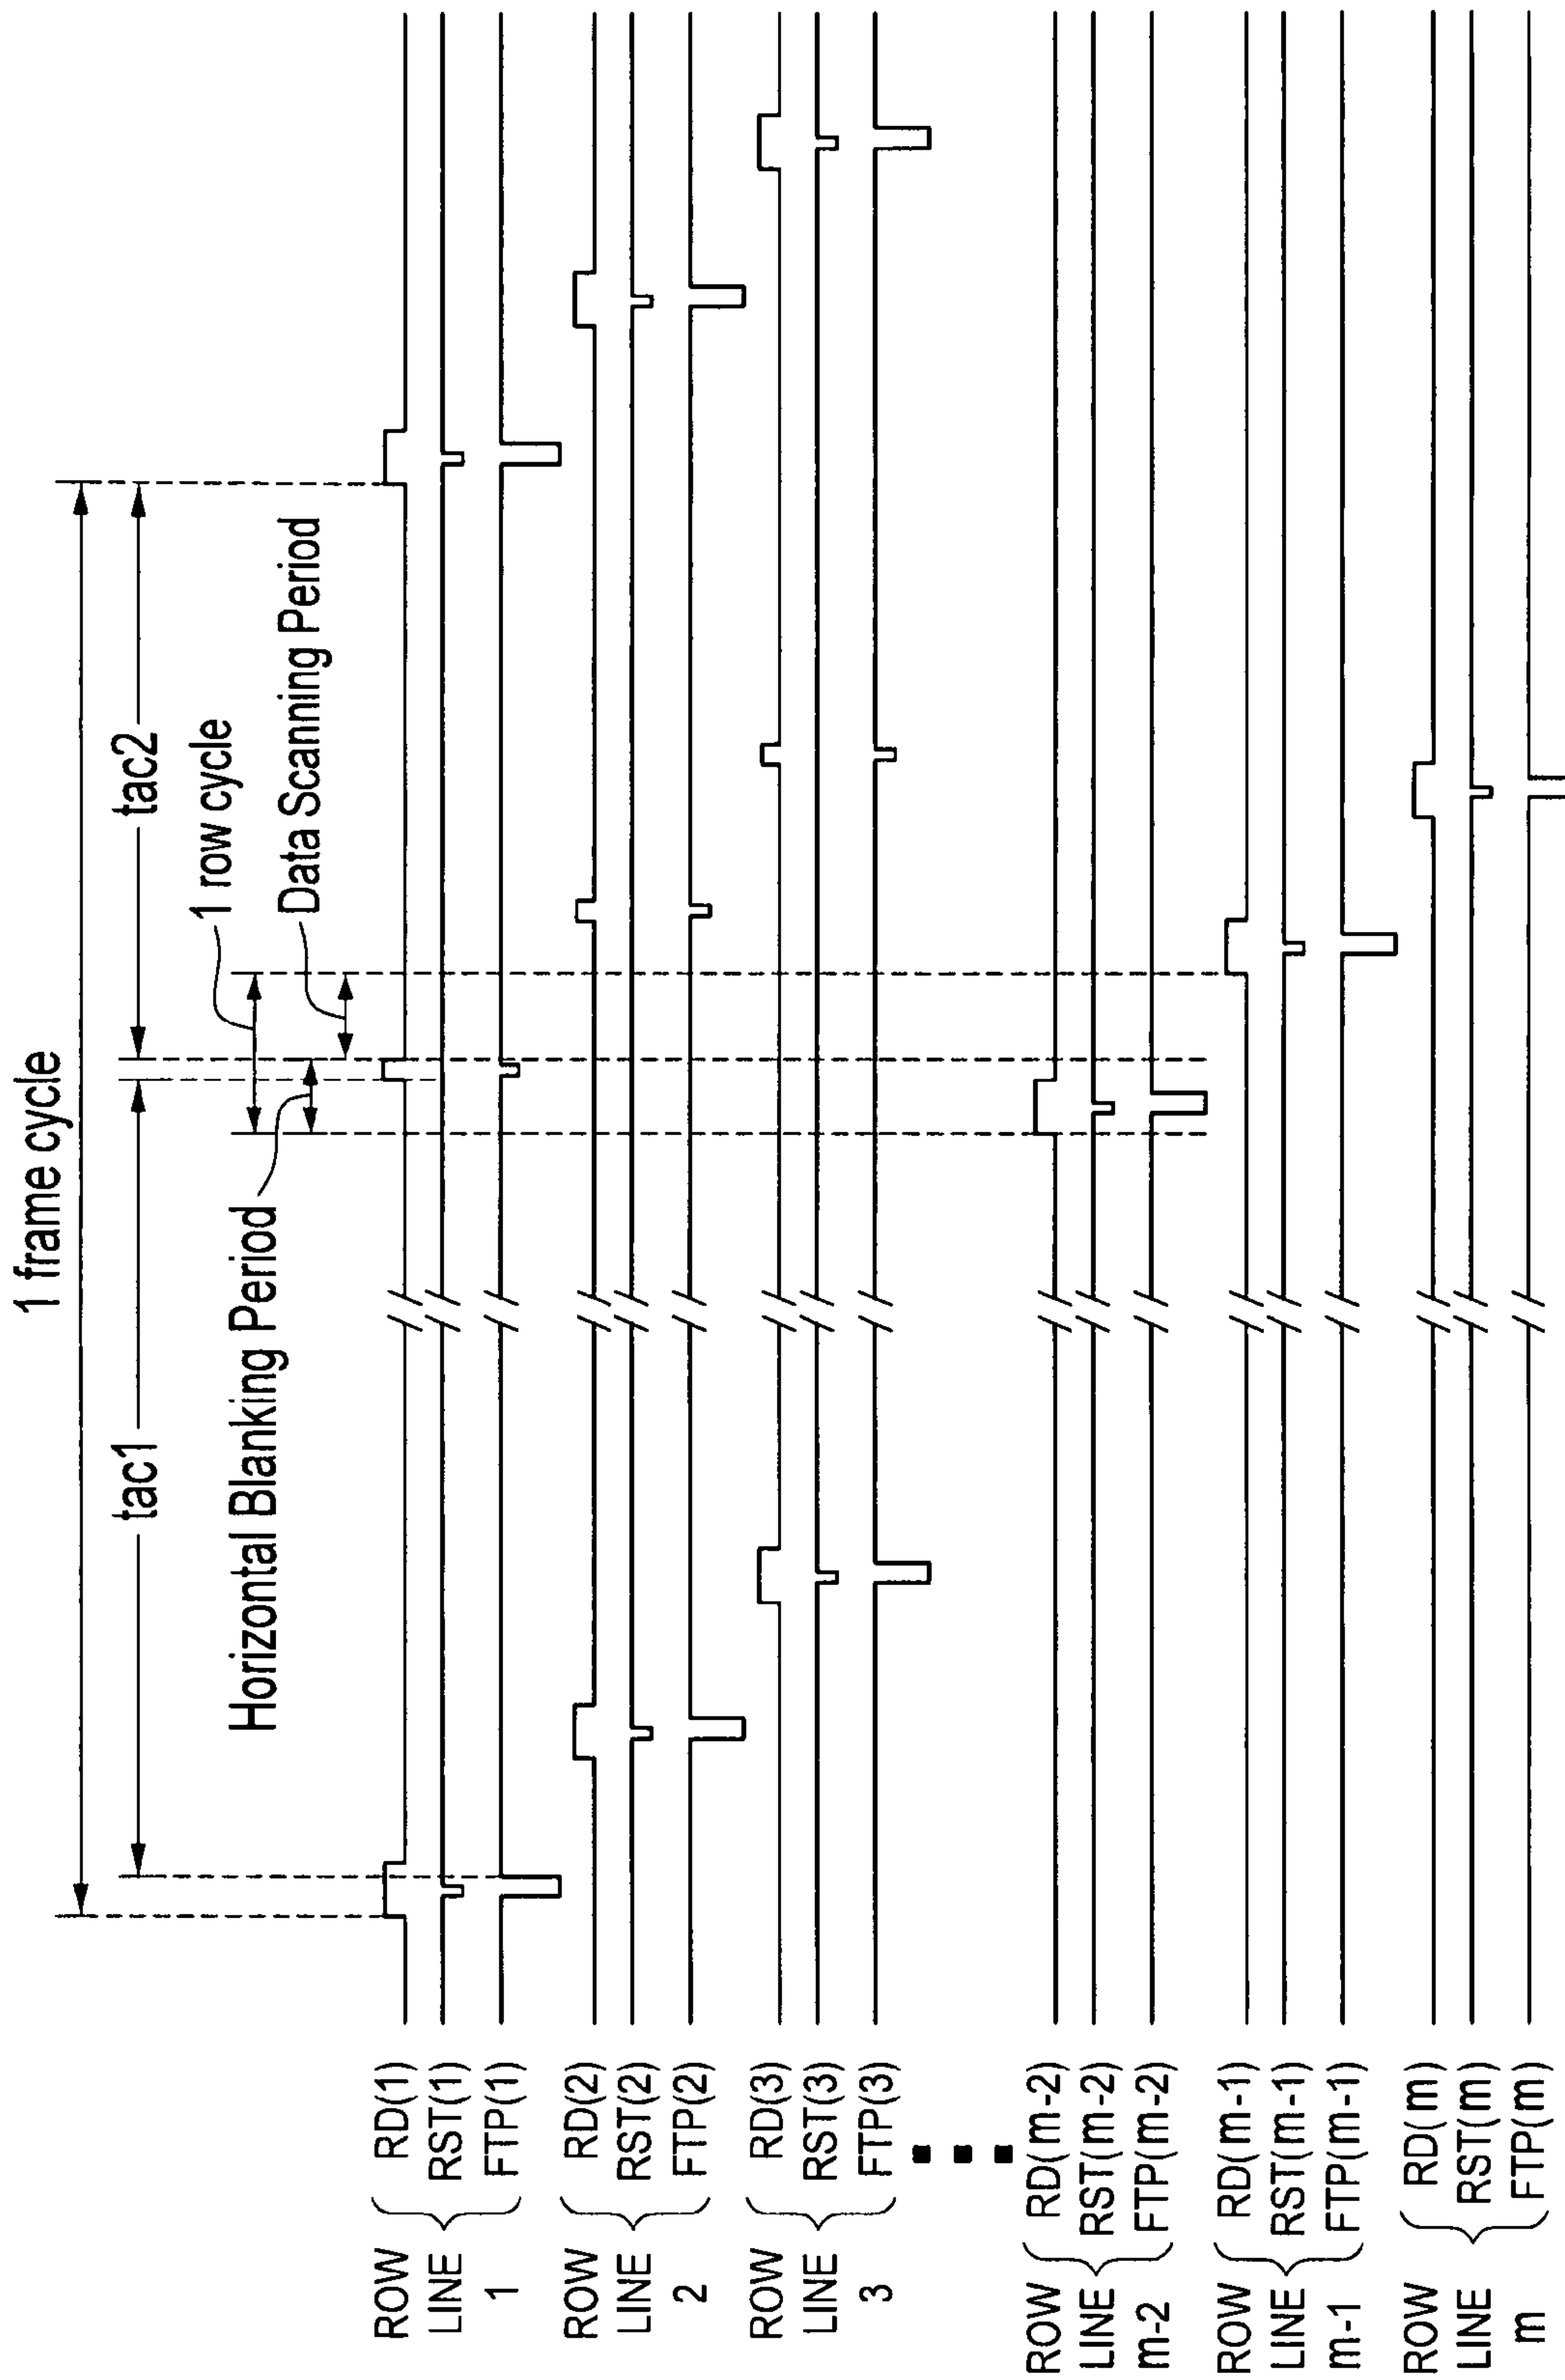 1 frame cycle
tac1
tac2
1 row cycle
Horizontal Blanking Period
Data Scanning Period
ROW LINE 1
RD(1)
RST(1)
FTP(1)
ROW LINE 2
RD(2)
RST(2)
FTP(2)
ROW LINE 3
RD(3)
RST(3)
FTP(3)
ROW LINE m-2
RD(m-2)
RST(m-2)
FTP(m-2)
ROW LINE m-1
RD(m-1)
RST(m-1)
FTP(m-1)
ROW LINE m
RD(m)
RST(m)
FTP(m)